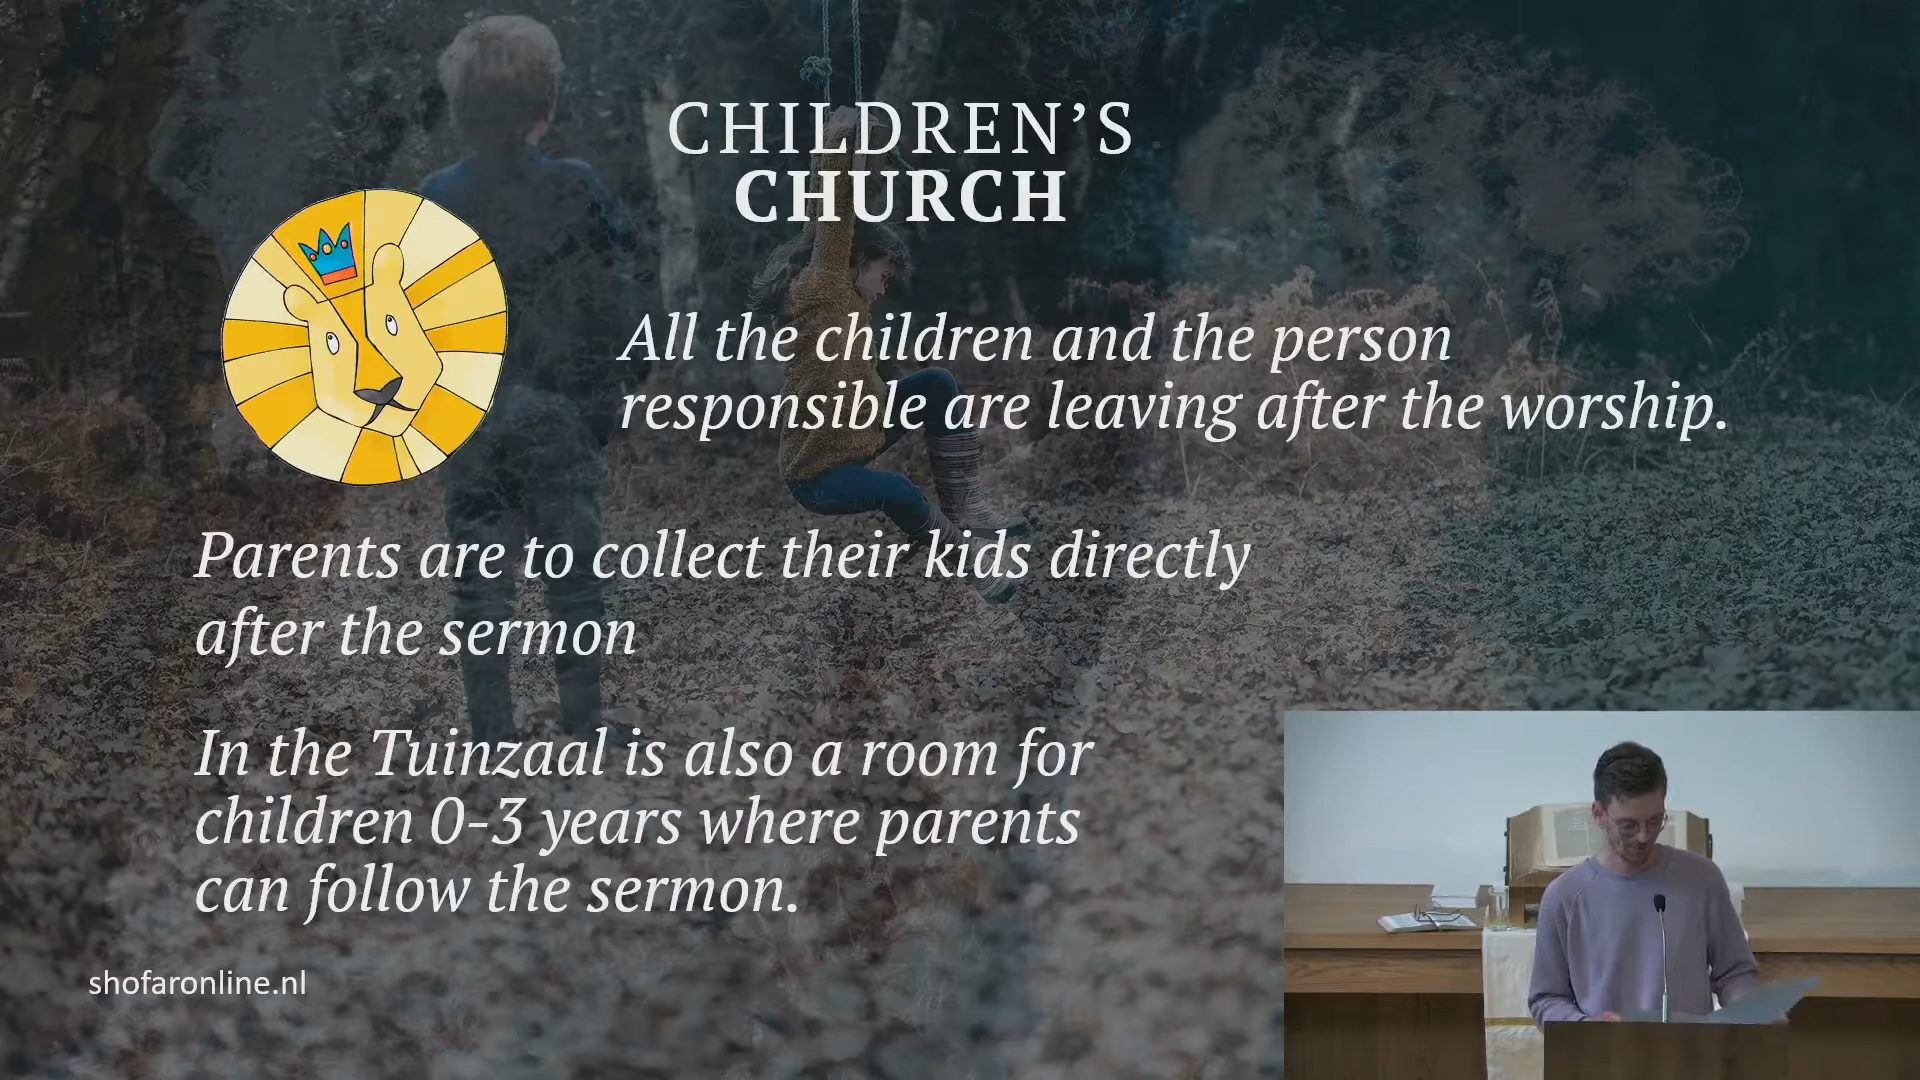 CHILDREN’S
CHURCH
All the children and the person
responsible are leaving after the worship.
Parents are to collect their kids directly
after the sermon
In the Tuinzaal is also a room for
children 0-3 years where parents
can follow the sermon.
shofaronline.nl